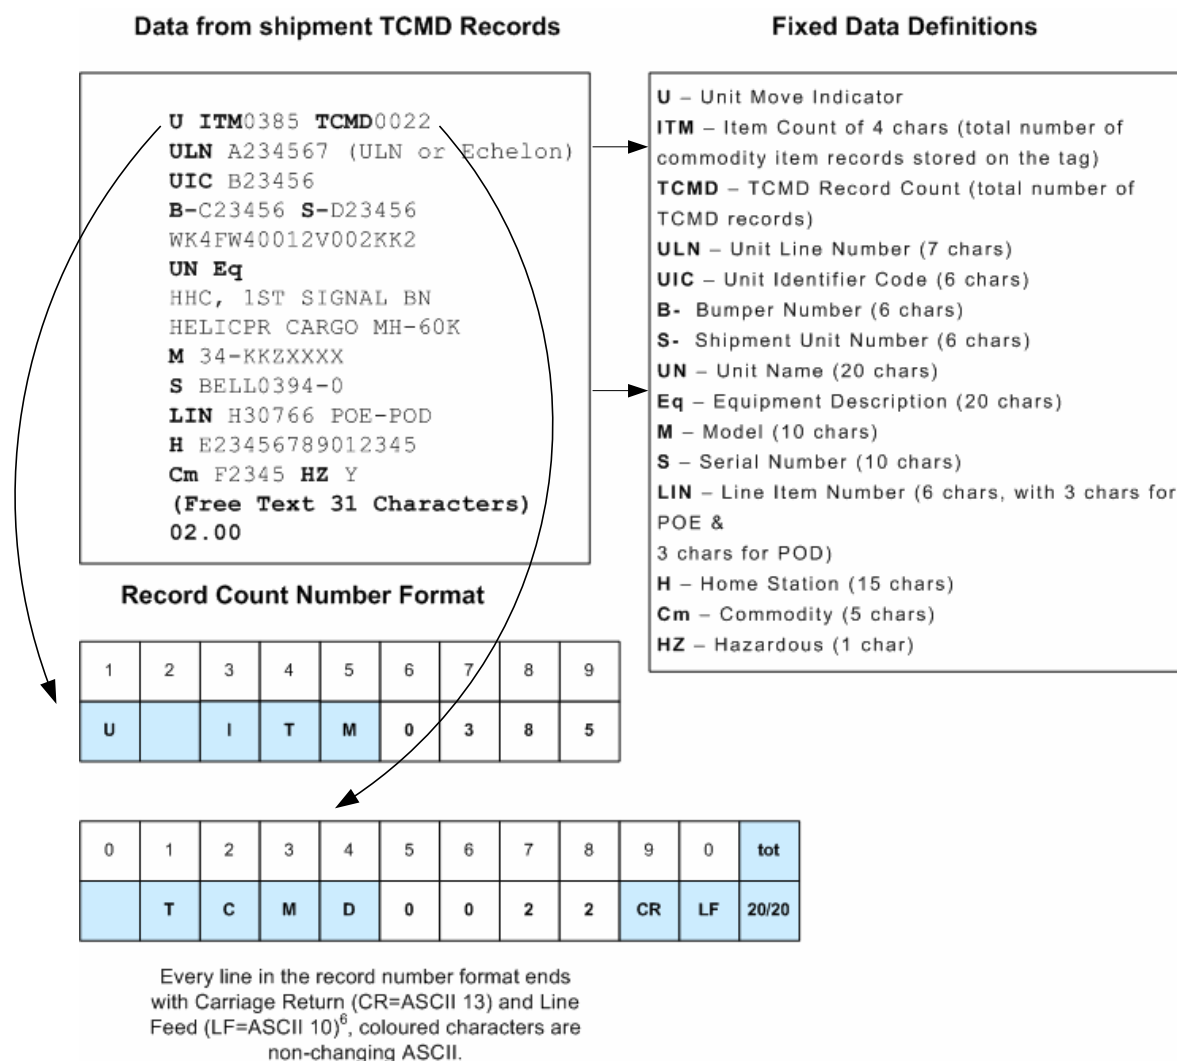 Data from shipment TCMD Records
U ITM0385 TCMD0022
ULN A234567 (ULN or Echelon)
UIC B23456
B-C23456 S-D23456
WK4FW40012V002KK2
UN Eq
HHC, 1ST SIGNAL BN
HELICPR CARGO MH-60K
M 34-KKZXXXX
S BELL0394-0
LIN H30766 POE-POD
H E23456789012345
Cm F2345 HZ Y
(Free Text 31 Characters)
02.00
Fixed Data Definitions
U – Unit Move Indicator
ITM – Item Count of 4 chars (total number of
commodity item records stored on the tag)
TCMD – TCMD Record Count (total number of
TCMD records)
ULN – Unit Line Number (7 chars)
UIC – Unit Identifier Code (6 chars)
B- Bumper Number (6 chars)
S- Shipment Unit Number (6 chars)
UN – Unit Name (20 chars)
Eq – Equipment Description (20 chars)
M – Model (10 chars)
S – Serial Number (10 chars)
LIN – Line Item Number (6 chars, with 3 chars for
POE &
3 chars for POD)
H – Home Station (15 chars)
Cm – Commodity (5 chars)
HZ – Hazardous (1 char)
Record Count Number Format
1 2 3 4 5 6 7 8 9
U I T M 0 3 8 5
0 1 2 3 4 5 6 7 8 9 0 tot
T C M D 0 0 2 2 CR LF 20/20
Every line in the record number format ends
with Carriage Return (CR=ASCII 13) and Line
Feed (LF=ASCII 10)6, coloured characters are
non-changing ASCII.